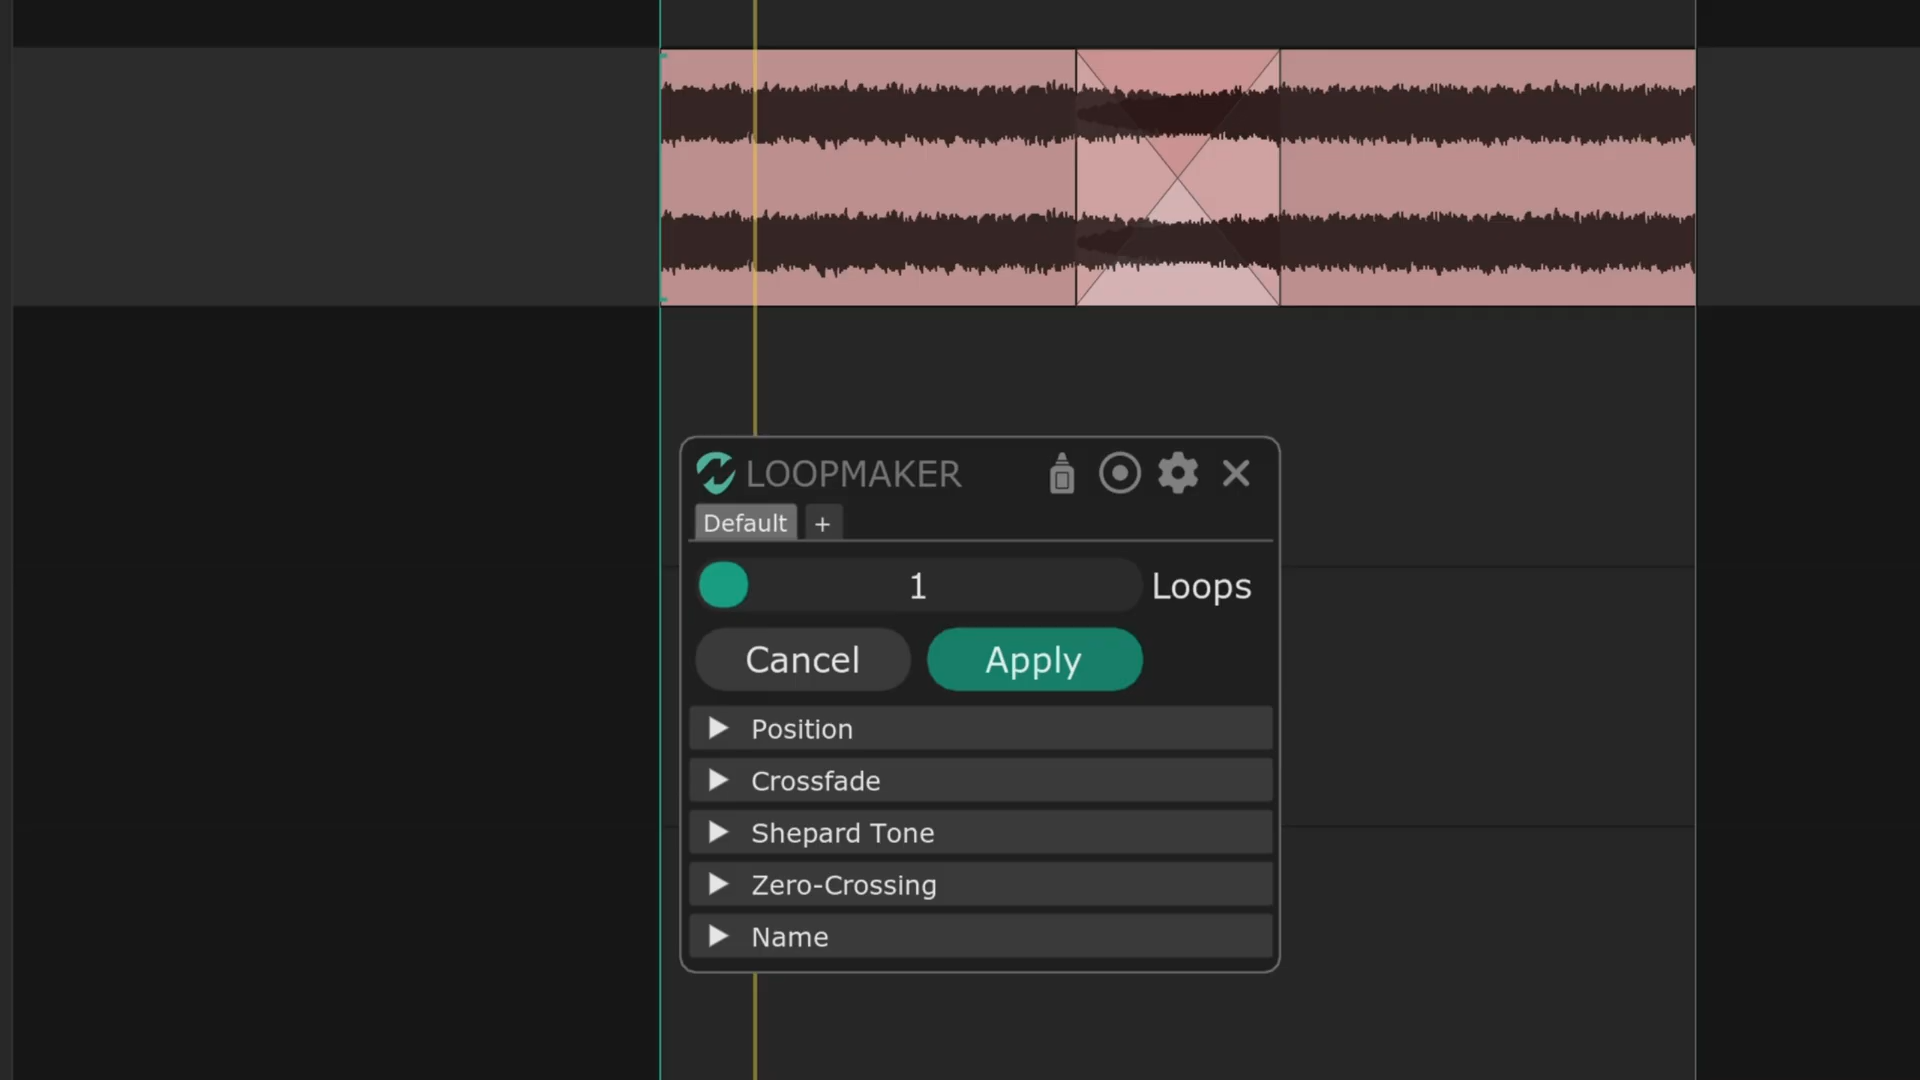 LOOPMAKER
Default +
1 Loops
Cancel Apply
Position
Crossfade
Shepard Tone
Zero-Crossing
Name